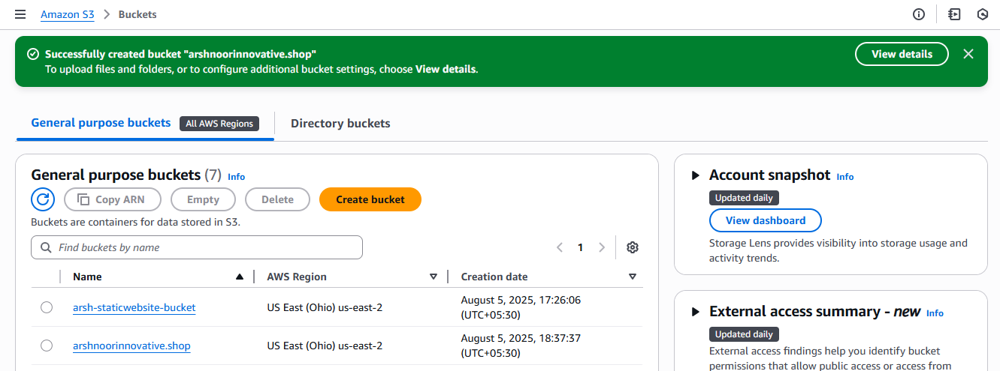 Amazon S3 > Buckets
Successfully created bucket "arshnoorinnovative.shop"
To upload files and folders, or to configure additional bucket settings, choose View details.
View details
General purpose buckets All AWS Regions Directory buckets
General purpose buckets (7) Info
Copy ARN Empty Delete Create bucket
Buckets are containers for data stored in S3.
Find buckets by name
1
Name AWS Region Creation date
arsh-staticwebsite-bucket US East (Ohio) us-east-2 August 5, 2025, 17:26:06
(UTC+05:30)
arshnoorinnovative.shop US East (Ohio) us-east-2 August 5, 2025, 18:37:37
(UTC+05:30)
Account snapshot Info
Updated daily
View dashboard
Storage Lens provides visibility into storage usage and
activity trends.
External access summary - new Info
Updated daily
External access findings help you identify bucket
permissions that allow public access or access from